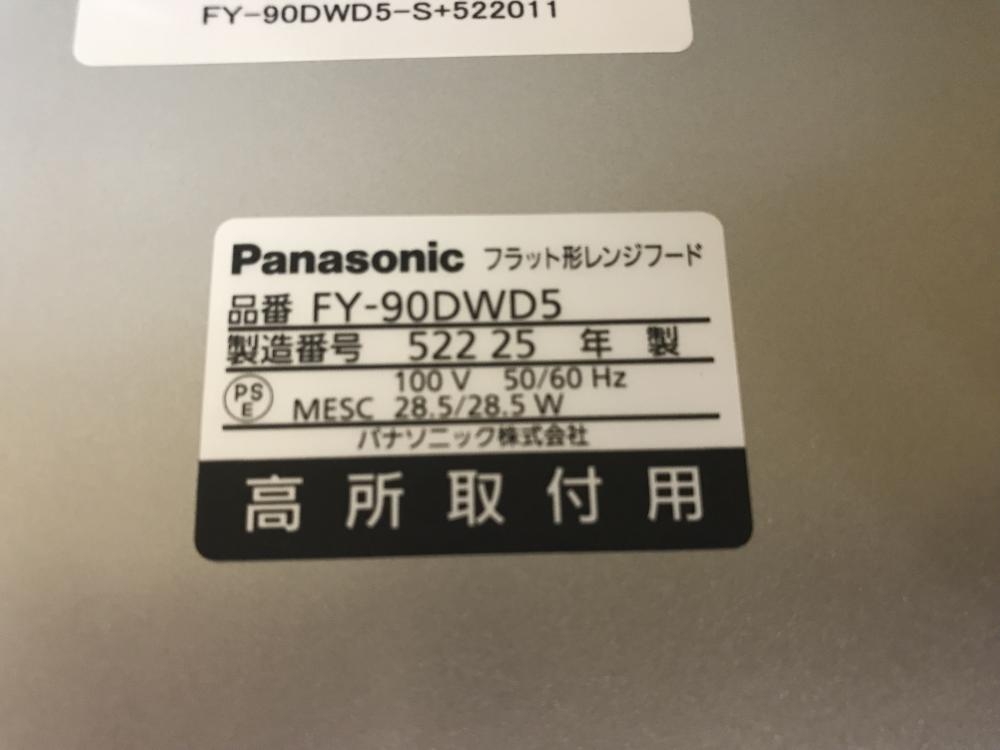 FY-90DWD5-S+522011
Panasonic フラット形レンジフード
品番 FY-90DWD5
製造番号 522 25 年 製
100 V 50/60 Hz
PS E MESC 28.5/28.5 W
パナソニック株式会社
高所取付用